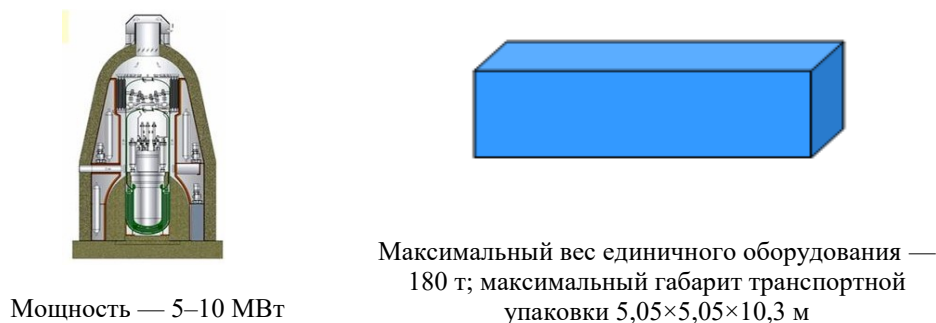 Максимальный вес единичного оборудования —
180 т; максимальный габарит транспортной
упаковки 5,05×5,05×10,3 м
Мощность — 5–10 МВт